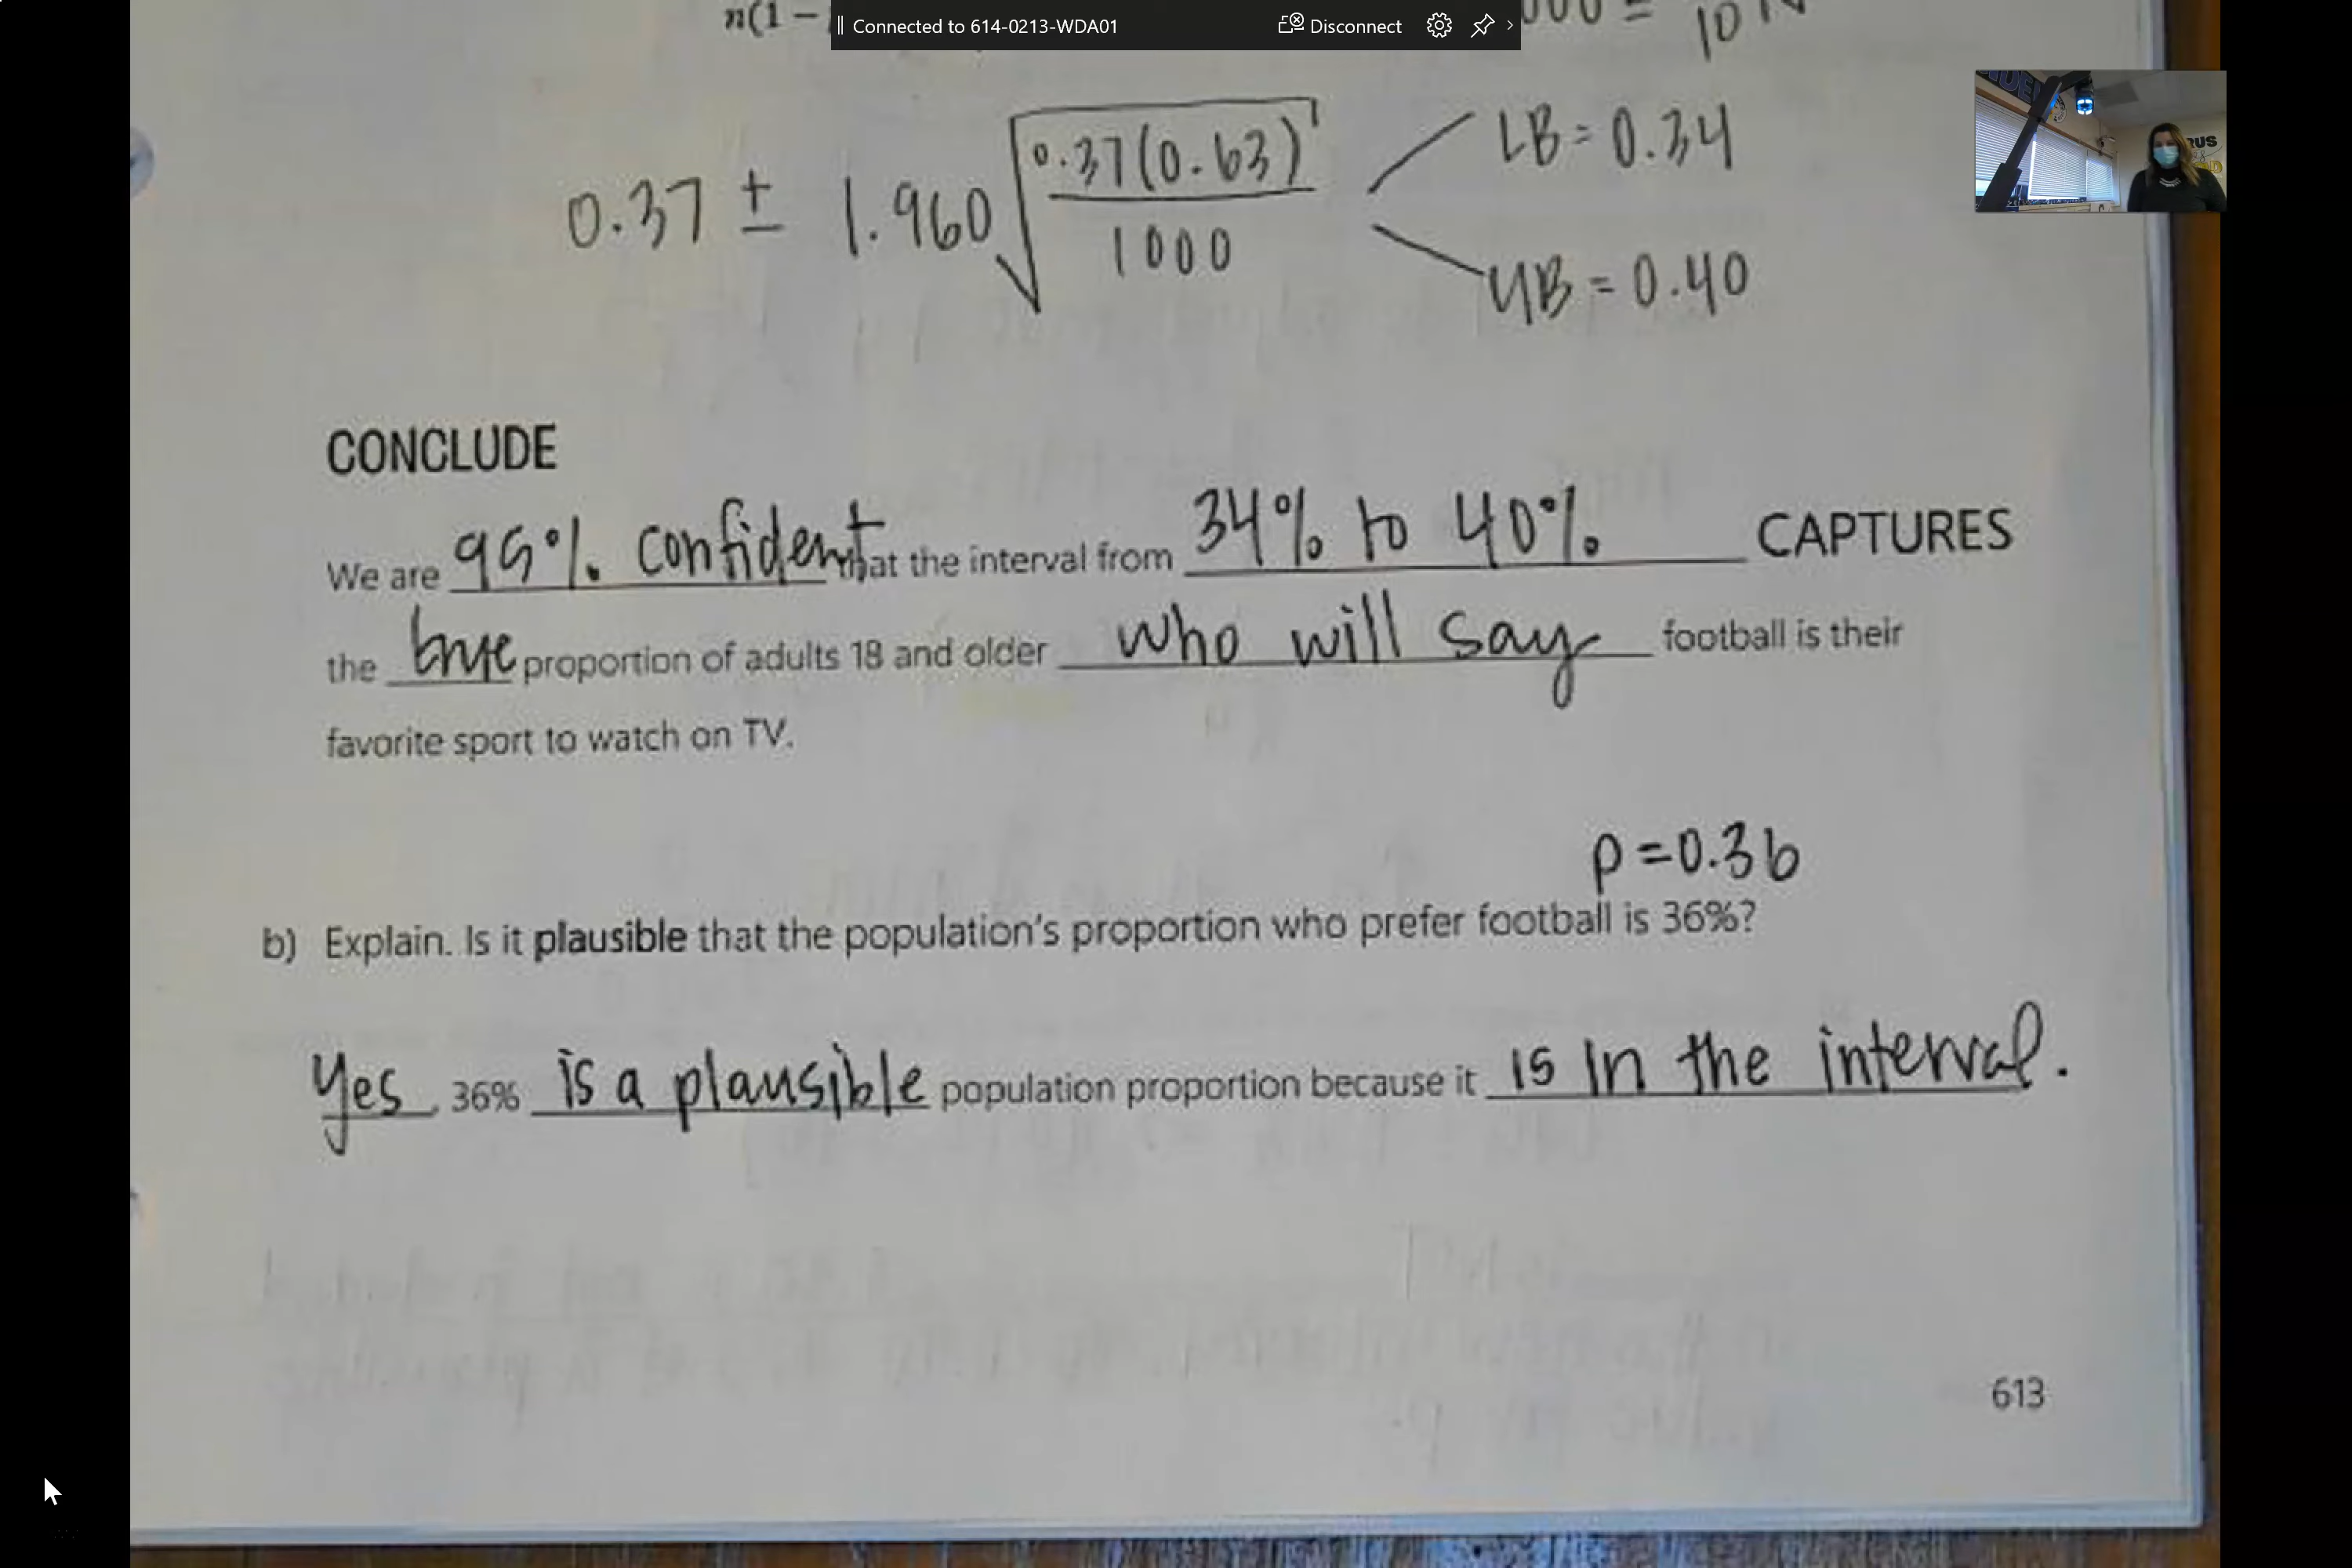 n(1 –
Connected to 614-0213-WDA01 Disconnect
10
0.37 ± 1.960 √ 0.37(0.63) / 1000
LB = 0.34
UB = 0.40
CONCLUDE
We are 95% confident that the interval from 34% to 40% CAPTURES
the true proportion of adults 18 and older who will say football is their
favorite sport to watch on TV.
p = 0.36
b) Explain. Is it plausible that the population's proportion who prefer football is 36%?
Yes, 36% is a plausible population proportion because it is in the interval.
613